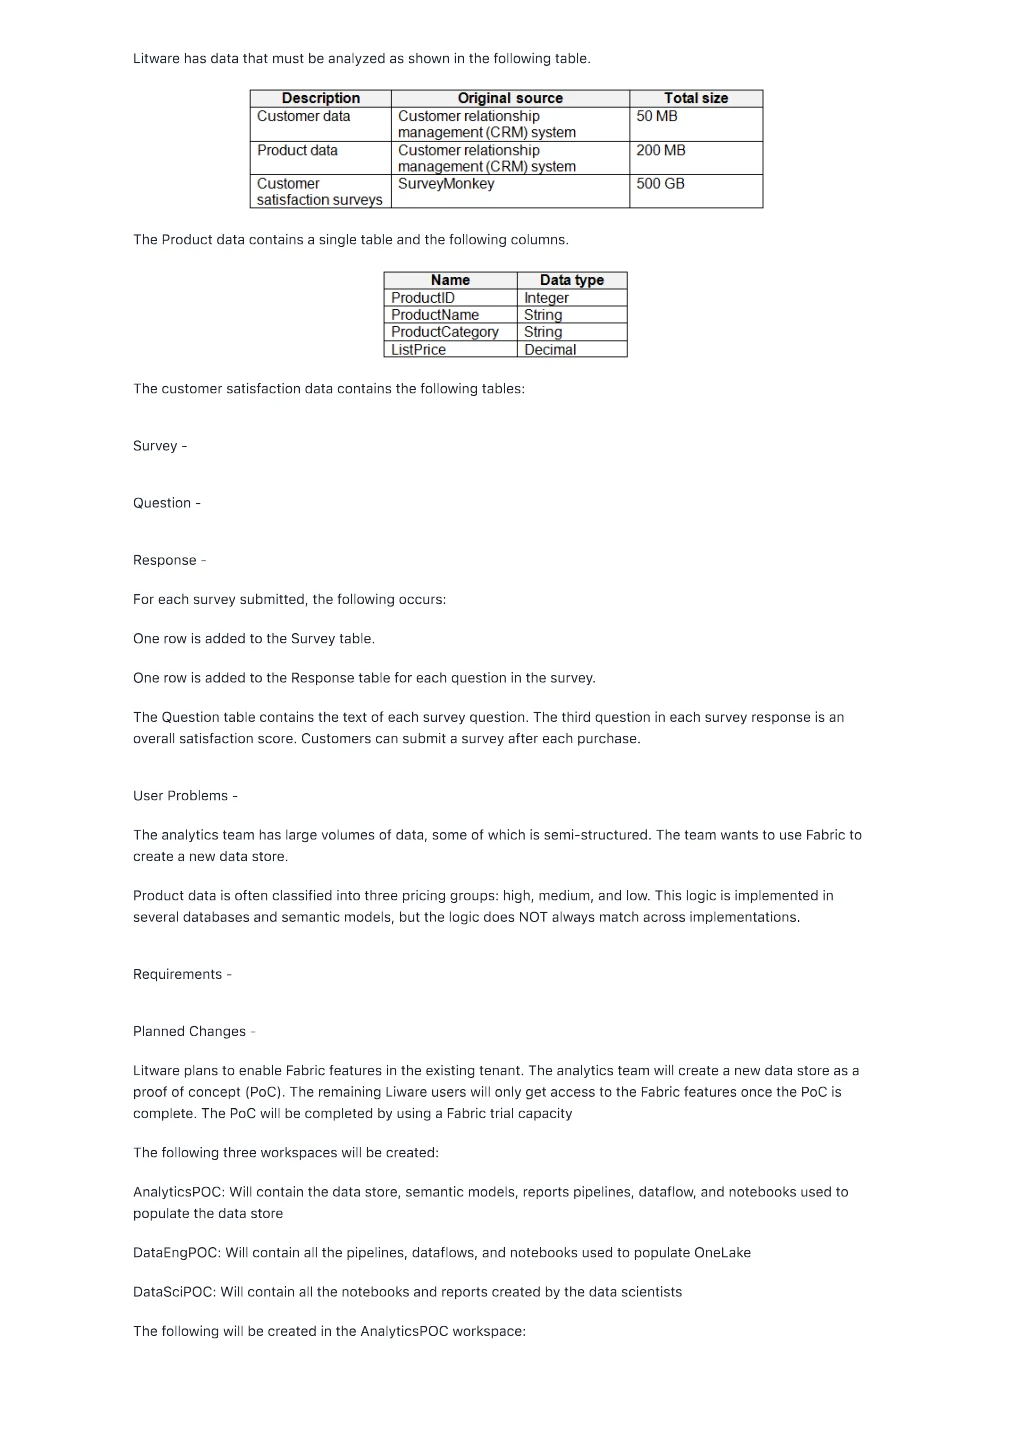 Litware has data that must be analyzed as shown in the following table.
Description Original source Total size
Customer data Customer relationship 50 MB
management (CRM) system
Product data Customer relationship 200 MB
management (CRM) system
Customer SurveyMonkey 500 GB
satisfaction surveys
The Product data contains a single table and the following columns.
Name Data type
ProductID Integer
ProductName String
ProductCategory String
ListPrice Decimal
The customer satisfaction data contains the following tables:
Survey -
Question -
Response -
For each survey submitted, the following occurs:
One row is added to the Survey table.
One row is added to the Response table for each question in the survey.
The Question table contains the text of each survey question. The third question in each survey response is an
overall satisfaction score. Customers can submit a survey after each purchase.
User Problems -
The analytics team has large volumes of data, some of which is semi-structured. The team wants to use Fabric to
create a new data store.
Product data is often classified into three pricing groups: high, medium, and low. This logic is implemented in
several databases and semantic models, but the logic does NOT always match across implementations.
Requirements -
Planned Changes -
Litware plans to enable Fabric features in the existing tenant. The analytics team will create a new data store as a
proof of concept (PoC). The remaining Liware users will only get access to the Fabric features once the PoC is
complete. The PoC will be completed by using a Fabric trial capacity
The following three workspaces will be created:
AnalyticsPOC: Will contain the data store, semantic models, reports pipelines, dataflow, and notebooks used to
populate the data store
DataEngPOC: Will contain all the pipelines, dataflows, and notebooks used to populate OneLake
DataSciPOC: Will contain all the notebooks and reports created by the data scientists
The following will be created in the AnalyticsPOC workspace: